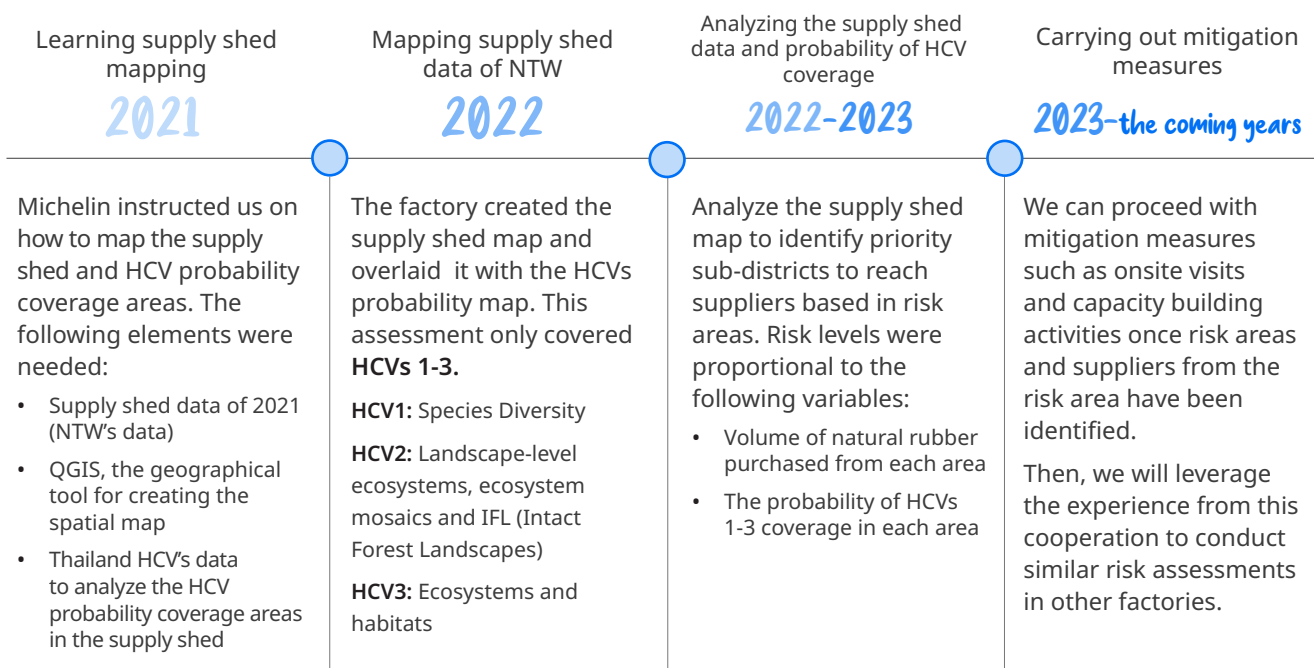 Learning supply shed
mapping
2021
Michelin instructed us on
how to map the supply
shed and HCV probability
coverage areas. The
following elements were
needed:
• Supply shed data of 2021
(NTW's data)
• QGIS, the geographical
tool for creating the
spatial map
• Thailand HCV's data
to analyze the HCV
probability coverage areas
in the supply shed
Mapping supply shed
data of NTW
2022
The factory created the
supply shed map and
overlaid it with the HCVs
probability map. This
assessment only covered
HCVs 1-3.
HCV1: Species Diversity
HCV2: Landscape-level
ecosystems, ecosystem
mosaics and IFL (Intact
Forest Landscapes)
HCV3: Ecosystems and
habitats
Analyzing the supply shed
data and probability of HCV
coverage
2022-2023
Analyze the supply shed
map to identify priority
sub-districts to reach
suppliers based in risk
areas. Risk levels were
proportional to the
following variables:
• Volume of natural rubber
purchased from each area
• The probability of HCVs
1-3 coverage in each area
Carrying out mitigation
measures
2023-the coming years
We can proceed with
mitigation measures
such as onsite visits
and capacity building
activities once risk areas
and suppliers from the
risk area have been
identified.
Then, we will leverage
the experience from this
cooperation to conduct
similar risk assessments
in other factories.